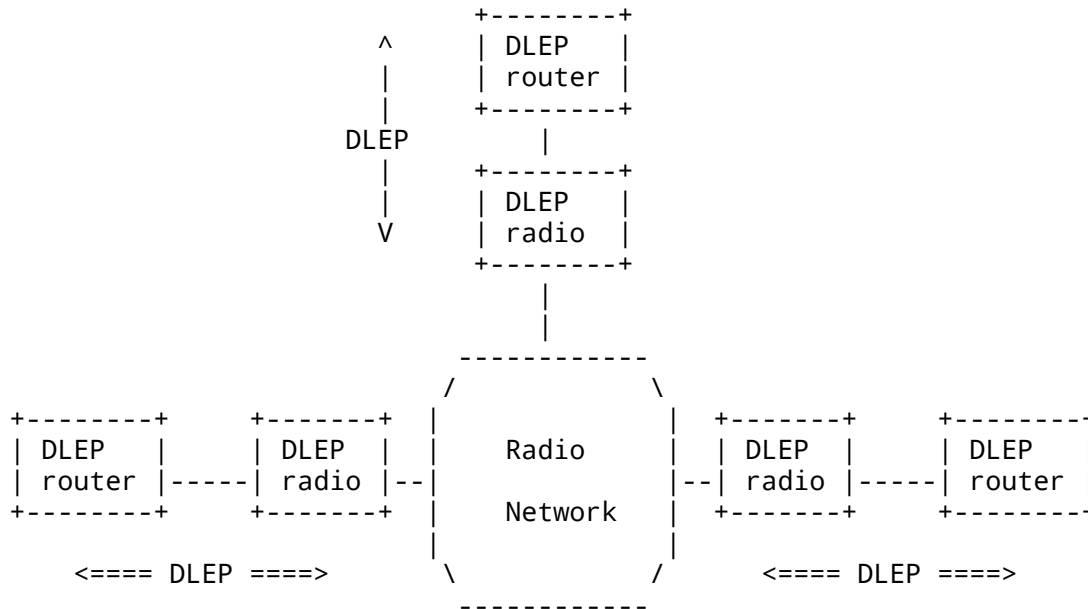 DLEP
router
DLEP
DLEP
radio
DLEP
router
DLEP
radio
Radio
Network
DLEP
radio
DLEP
router
<==== DLEP ====>
<==== DLEP ====>